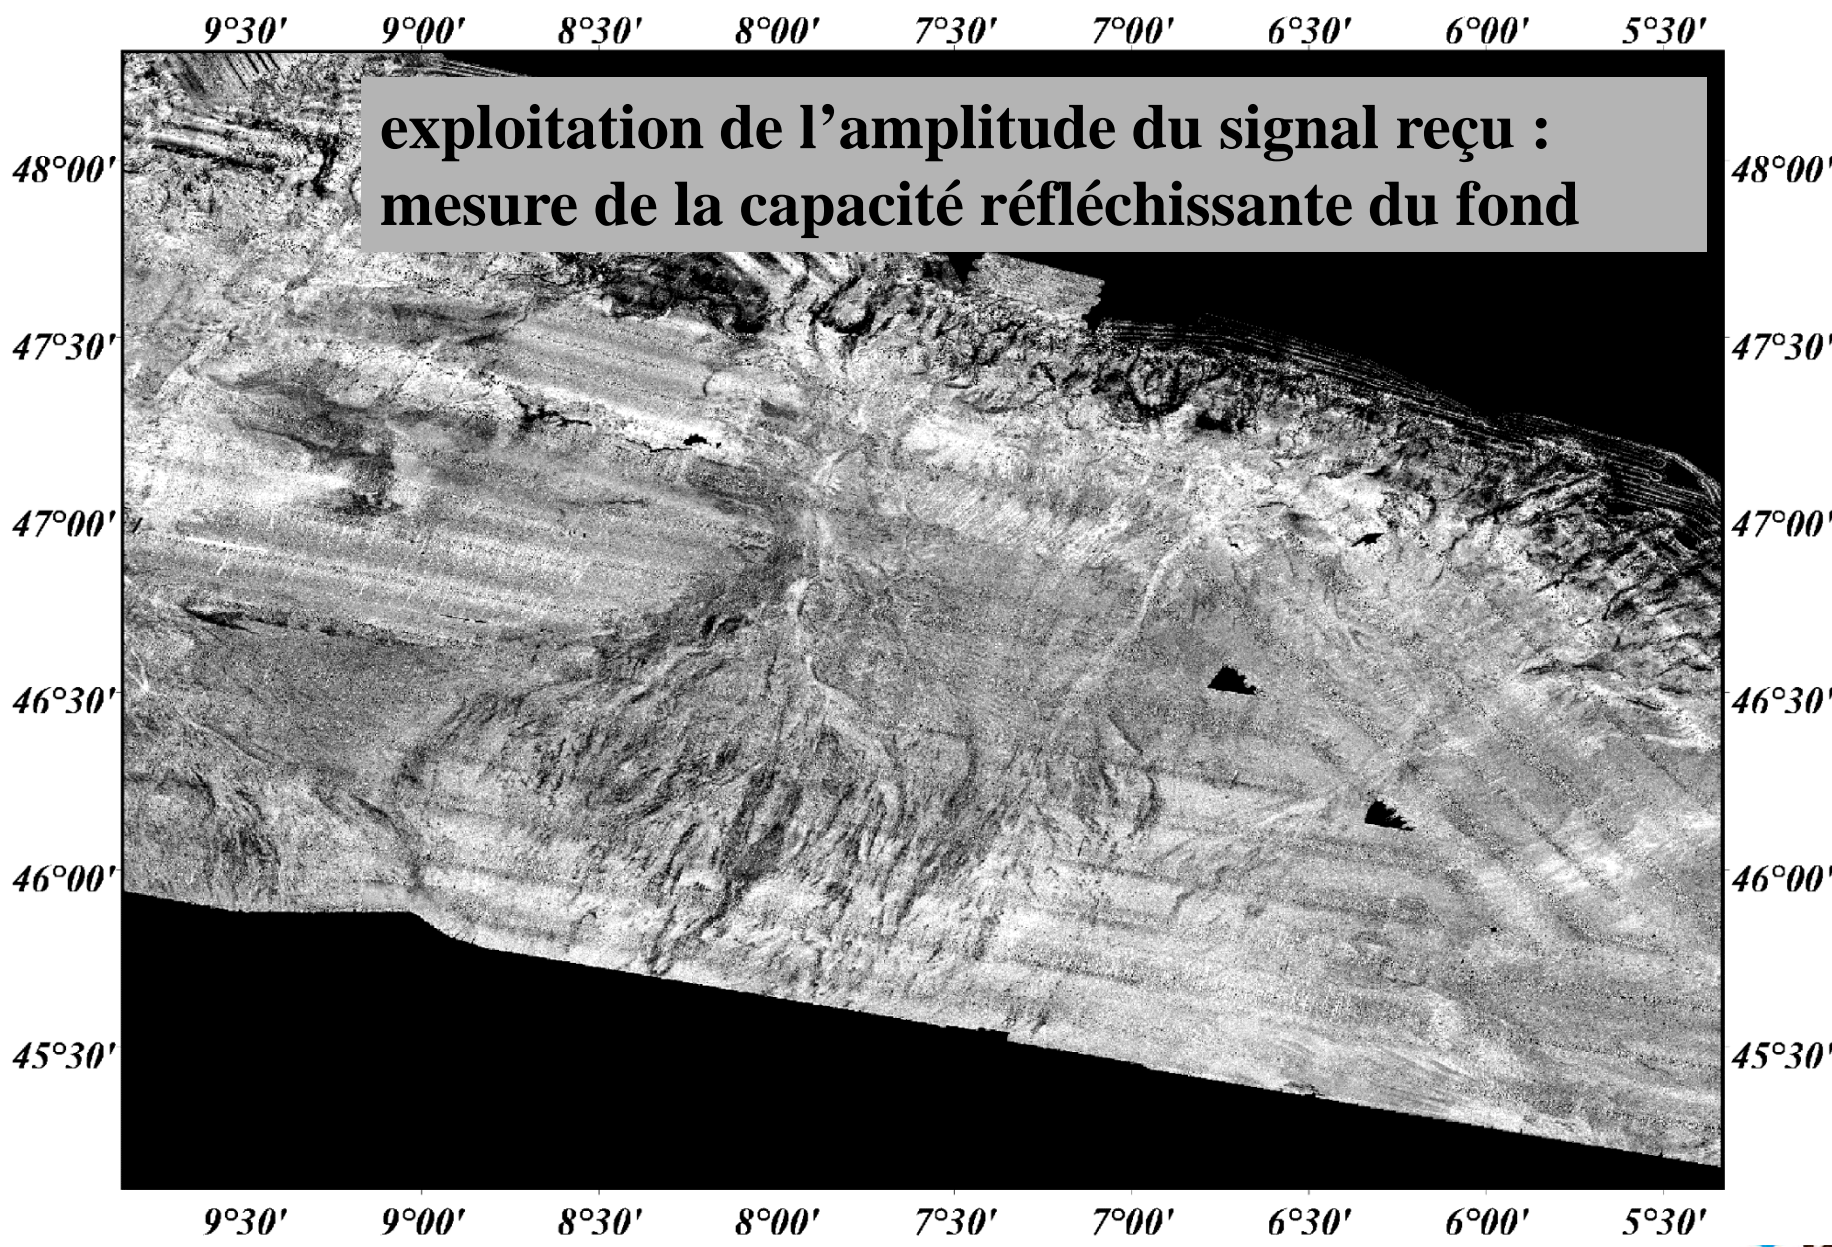 9°30' 9°00' 8°30' 8°00' 7°30' 7°00' 6°30' 6°00' 5°30'
exploitation de l’amplitude du signal reçu :
mesure de la capacité réfléchissante du fond
48°00' 48°00'
47°30' 47°30'
47°00' 47°00'
46°30' 46°30'
46°00' 46°00'
45°30' 45°30'
9°30' 9°00' 8°30' 8°00' 7°30' 7°00' 6°30' 6°00' 5°30'